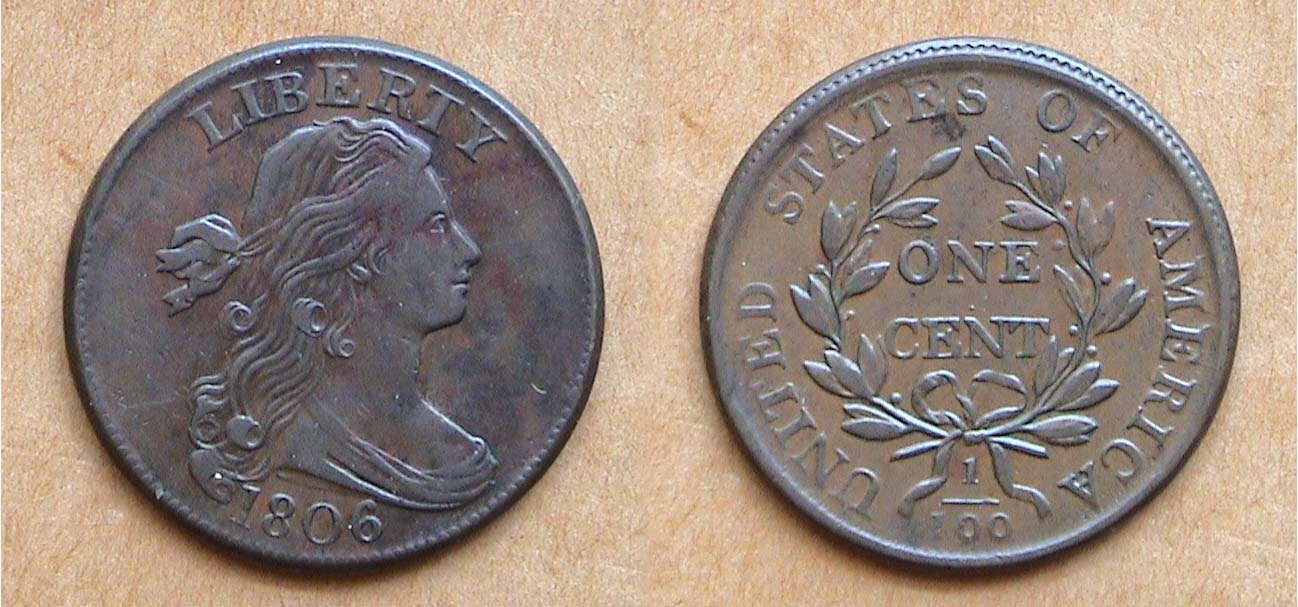 LIBERTY
1806
UNITED STATES OF AMERICA
ONE
CENT
1
100